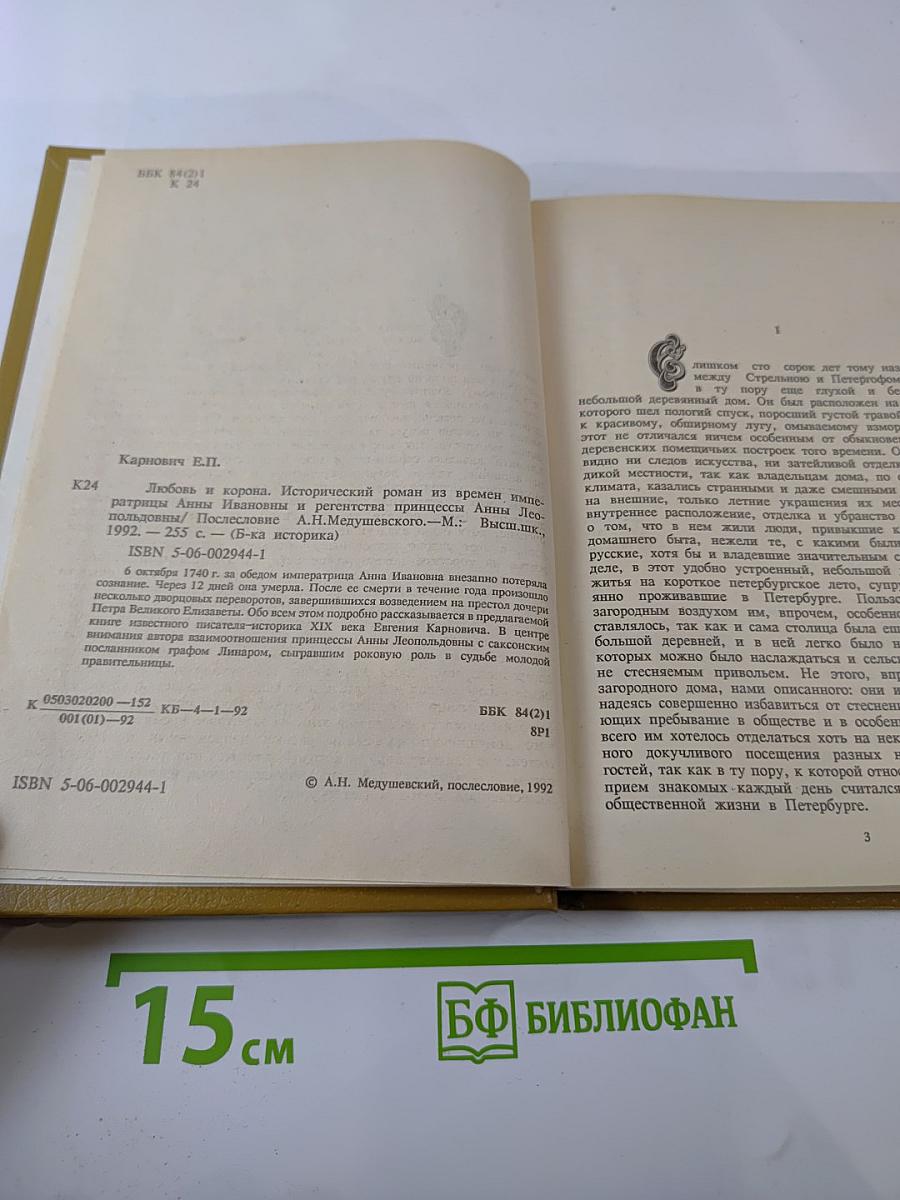 ББК 84(2)1
К 24
Карнович Е.П.
К24 Любовь и корона. Исторический роман из времен импе-
ратрицы Анны Ивановны и регентства принцессы Анны Лео-
польдовны/ Послесловие А.Н.Медушевского.—М.: Высш.шк.,
1992. — 255 с. — (Б-ка историка)
ISBN 5-06-002944-1
6 октября 1740 г. за обедом императрица Анна Ивановна внезапно потеряла
сознание. Через 12 дней она умерла. После ее смерти в течение года произошло
несколько дворцовых переворотов, завершившихся возведением на престол дочери
Петра Великого Елизаветы. Обо всем этом подробно рассказывается в предлагаемой
книге известного писателя-историка XIX века Евгения Карновича. В центре
внимания автора взаимоотношения принцессы Анны Леопольдовны с саксонским
посланником графом Линаром, сыгравшим роковую роль в судьбе молодой
правительницы.
К 0503020200 —152 КБ—4—1—92
001(01)—92
ББК 84(2)1
8Р1
ISBN 5-06-002944-1
© А.Н. Медушевский, послесловие, 1992
I
Слишком сто сорок лет тому наз
между Стрельною и Петергофом
в ту пору еще глухой и бе
небольшой деревянный дом. Он был расположен на
которого шел пологий спуск, поросший густой травой
к красивому, обширному лугу, омываемому взмор
этот не отличался ничем особенным от обыкнове
деревенских помещичьих построек того времени. О
видно ни следов искусства, ни затейливой отдел
дикой местности, так как владельцам дома, по
климата, казались странными и даже смешными
на внешние, только летние украшения их мес
внутреннее расположение, отделка и убранство
о том, что в нем жили люди, привыкшие к
домашнего быта, нежели те, с какими были
русские, хотя бы и владевшие значительным с
деле, в этот удобно устроенный, небольшой
житья на короткое петербургское лето, супру
янно проживавшие в Петербурге. Пользо
загородным воздухом им, впрочем, особенно
ставлялось, так как и сама столица была ещ
большой деревней, и в ней легко было н
которых можно было наслаждаться и сельс
не стесняемым привольем. Не этого, впр
загородного дома, нами описанного: они и
надеясь совершенно избавиться от стеснени
ющих пребывание в обществе и в особен
всего им хотелось отделаться хоть на нек
ного докучливого посещения разных н
гостей, так как в ту пору, к которой относ
прием знакомых каждый день считался
общественной жизни в Петербурге.
3
15 см
БФ БИБЛИОФАН